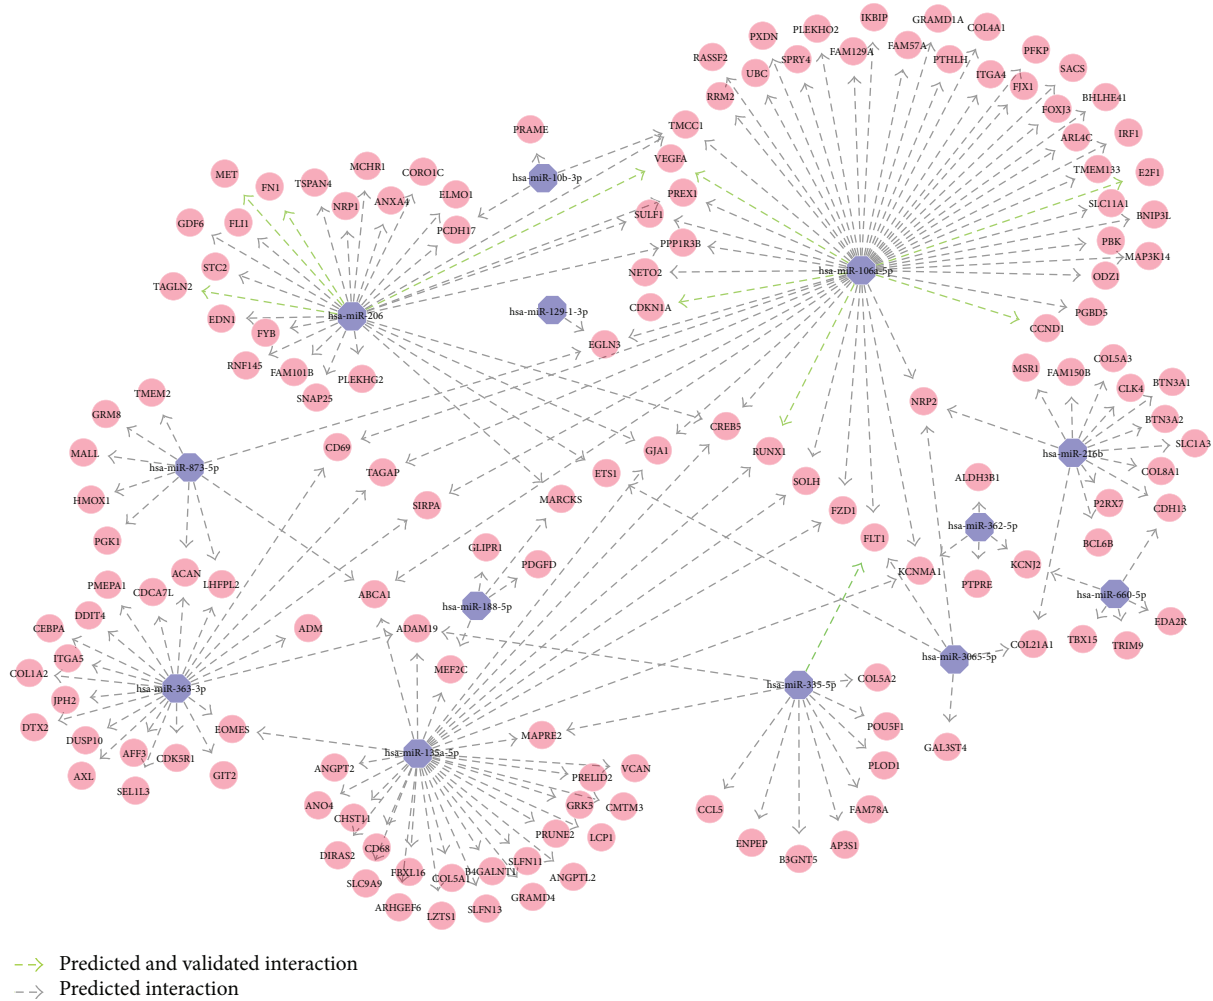 IKBIP
GRAMD1A
COL4A1
PLEKHO2
PXDN
FAM129A
FAM57A
PFKP
RASSF2
SPRY4
PTHLH
SACS
UBC
ITGA4
FJX1
RRM2
BHLHE41
FOXJ3
TMCC1
PRAME
ARL4C
IRF1
VEGFA
MCHR1
CORO1C
TMEM133
E2F1
MET
FN1
TSPAN4
hsa-miR-10b-3p
NRP1
ANXA4
ELMO1
PREX1
SLC11A1
BNIP3L
GDF6
FLI1
SULF1
PCDH17
PPP1R3B
PBK
MAP3K14
STC2
NETO2
hsa-miR-106a-5p
ODZ1
TAGLN2
CDKN1A
hsa-miR-206
hsa-miR-129-1-3p
PGBD5
EDN1
FYB
CCND1
EGLN3
RNF145
FAM101B
PLEKHG2
COL5A3
MSR1
FAM150B
BTN3A1
TMEM2
SNAP25
CLK4
NRP2
GRM8
CREB5
BTN3A2
CD69
GJA1
RUNX1
SLC1A3
MALL
hsa-miR-873-5p
TAGAP
ETS1
hsa-miR-216b
COL8A1
ALDH3B1
SOLH
HMOX1
MARCKS
P2RX7
CDH13
SIRPA
FZD1
hsa-miR-362-5p
PGK1
FLT1
BCL6B
GLIPR1
PDGFD
KCNMA1
KCNJ2
ACAN
PMEPA1
CDCA7L
LHFPL2
PTPRE
ABCA1
hsa-miR-188-5p
hsa-miR-660-5p
DDIT4
CEBPA
ADM
ADAM19
EDA2R
TBX15
TRIM9
COL21A1
ITGA5
hsa-miR-3065-5p
COL1A2
MEF2C
hsa-miR-363-3p
hsa-miR-335-5p
COL5A2
JPH2
DTX2
EOMES
POU5F1
DUSP10
MAPRE2
AFF3
CDK5R1
hsa-miR-135a-5p
GAL3ST4
PLOD1
AXL
GIT2
ANGPT2
VCAN
PRELID2
SEL1L3
ANO4
GRK5
CMTM3
CCL5
FAM78A
CHST11
PRUNE2
LCP1
ENPEP
AP3S1
DIRAS2
CD68
SLFN11
B3GNT5
FBXL16
COL5A1
B4GALNT1
ANGPTL2
SLC9A9
GRAMD4
ARHGEF6
LZTS1
SLFN13
Predicted and validated interaction
Predicted interaction